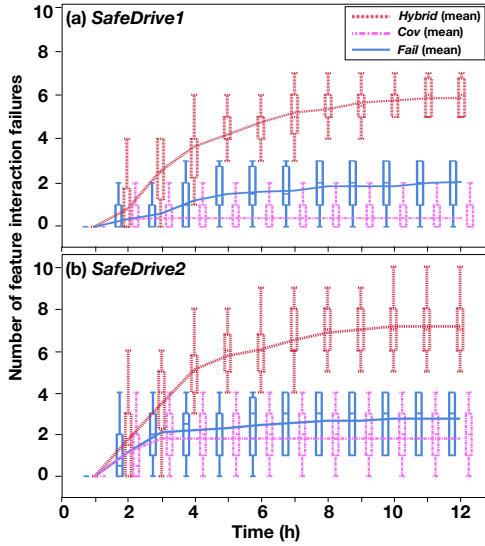 (a) SafeDrive1
Hybrid (mean)
Cov (mean)
Fail (mean)
10
8
6
4
2
0
Number of feature interaction failures
(b) SafeDrive2
10
8
6
4
2
0
0 2 4 6 8 10 12
Time (h)